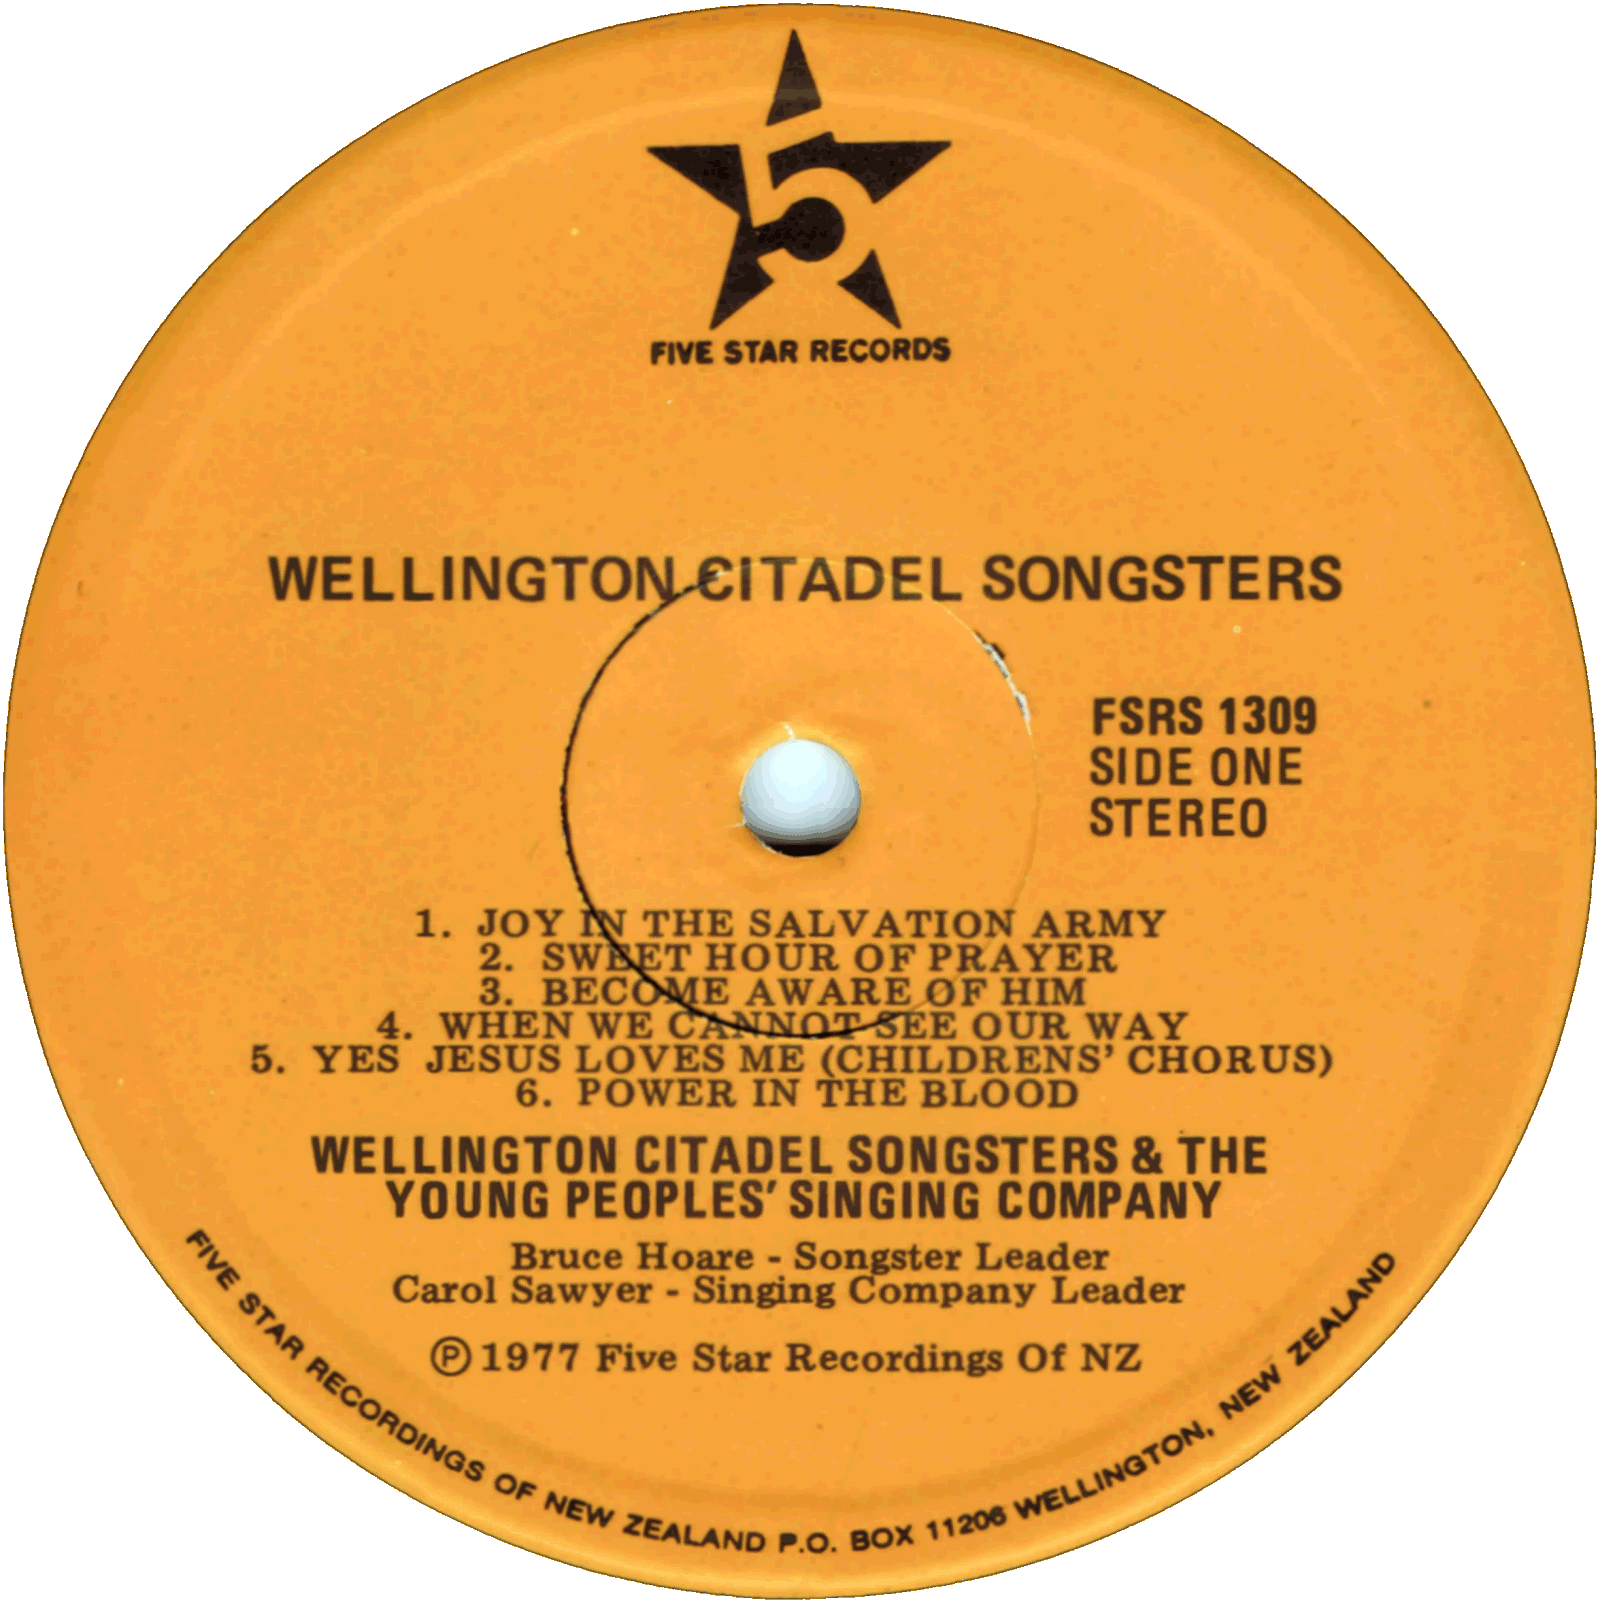 5
FIVE STAR RECORDS
WELLINGTON CITADEL SONGSTERS
FSRS 1309
SIDE ONE
STEREO
1. JOY IN THE SALVATION ARMY
2. SWEET HOUR OF PRAYER
3. BECOME AWARE OF HIM
4. WHEN WE CANNOT SEE OUR WAY
5. YES JESUS LOVES ME (CHILDRENS' CHORUS)
6. POWER IN THE BLOOD
WELLINGTON CITADEL SONGSTERS & THE
YOUNG PEOPLES' SINGING COMPANY
Bruce Hoare - Songster Leader
Carol Sawyer - Singing Company Leader
℗ 1977 Five Star Recordings Of NZ
FIVE STAR RECORDINGS OF NEW ZEALAND P.O. BOX 11206 WELLINGTON, NEW ZEALAND